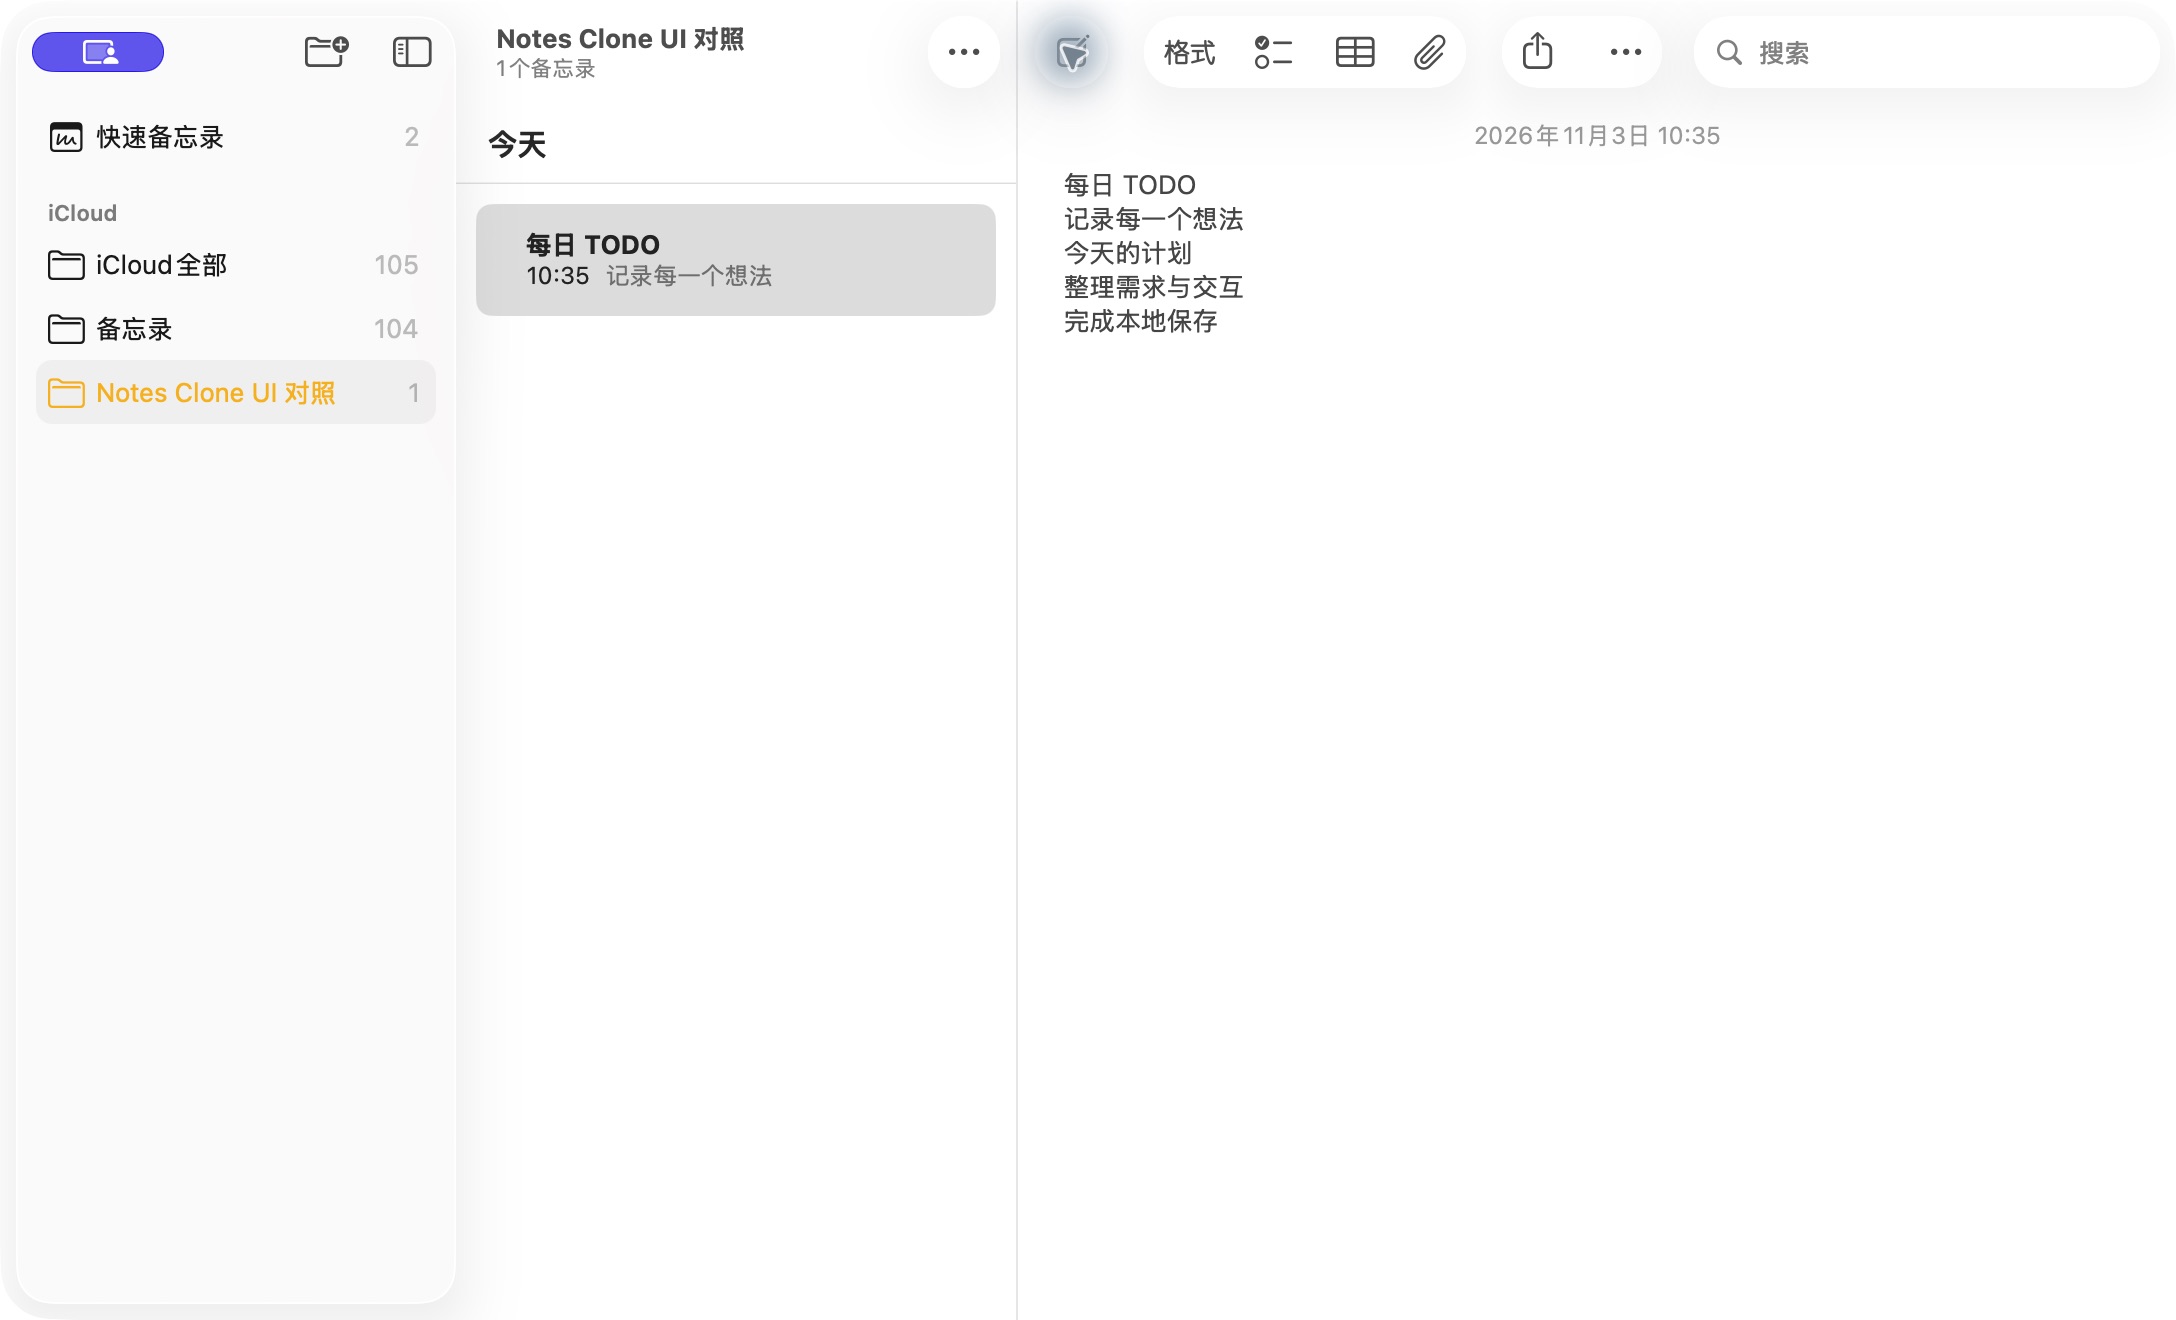 快速备忘录 2
iCloud
iCloud全部 105
备忘录 104
Notes Clone UI 对照 1
Notes Clone UI 对照
1个备忘录
今天
每日 TODO
10:35 记录每一个想法
格式
搜索
2026年11月3日 10:35
每日 TODO
记录每一个想法
今天的计划
整理需求与交互
完成本地保存